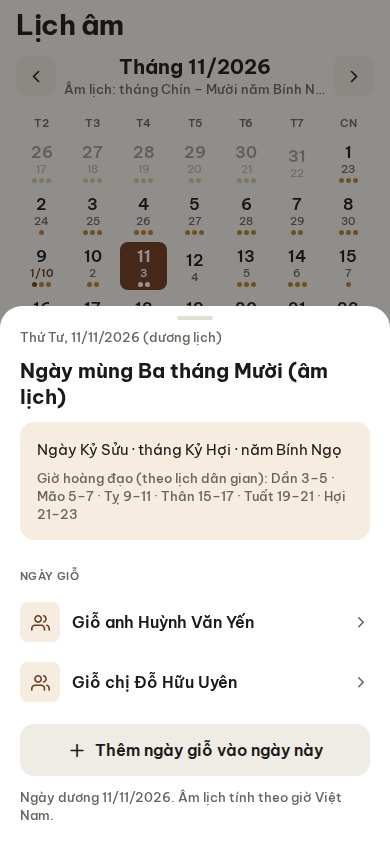 Lịch âm
Tháng 11/2026
Âm lịch: tháng Chín – Mười năm Bính N...
T2 T3 T4 T5 T6 T7 CN
26 27 28 29 30 31 1
17 18 19 20 21 22 23
2 3 4 5 6 7 8
24 25 26 27 28 29 30
9 10 11 12 13 14 15
1/10 2 3 4 5 6 7
Thứ Tư, 11/11/2026 (dương lịch)
Ngày mùng Ba tháng Mười (âm
lịch)
Ngày Kỷ Sửu · tháng Kỷ Hợi · năm Bính Ngọ
Giờ hoàng đạo (theo lịch dân gian): Dần 3–5 ·
Mão 5–7 · Tỵ 9–11 · Thân 15–17 · Tuất 19–21 · Hợi
21–23
NGÀY GIỖ
Giỗ anh Huỳnh Văn Yến
Giỗ chị Đỗ Hữu Uyên
Thêm ngày giỗ vào ngày này
Ngày dương 11/11/2026. Âm lịch tính theo giờ Việt
Nam.